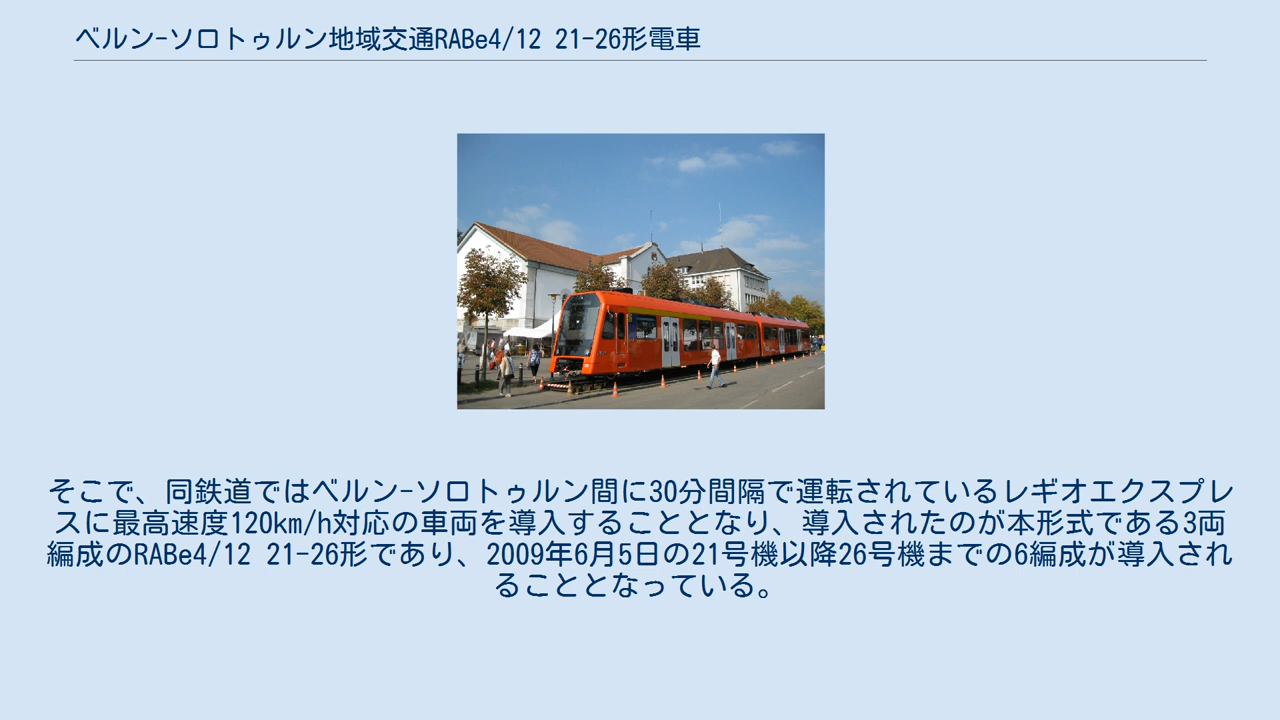 ベルン-ソロトゥルン地域交通RABe4/12 21-26形電車
そこで、同鉄道ではベルン-ソロトゥルン間に30分間隔で運転されているレギオエクスプレ
スに最高速度120km/h対応の車両を導入することとなり、導入されたのが本形式である3両
編成のRABe4/12 21-26形であり、2009年6月5日の21号機以降26号機までの6編成が導入され
ることとなっている。